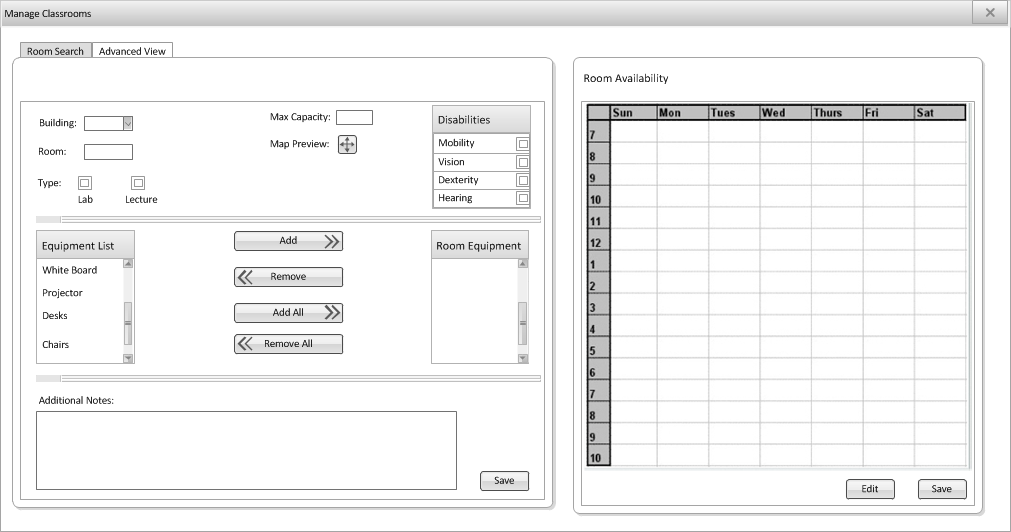 Manage Classrooms
Room Search Advanced View
Building:
Max Capacity:
Room:
Map Preview:
Type:
Lab Lecture
Disabilities
Mobility
Vision
Dexterity
Hearing
Equipment List
White Board
Projector
Desks
Chairs
Add
Remove
Add All
Remove All
Room Equipment
Additional Notes:
Save
Room Availability
Sun Mon Tues Wed Thurs Fri Sat
7
8
9
10
11
12
1
2
3
4
5
6
7
8
9
10
Edit Save